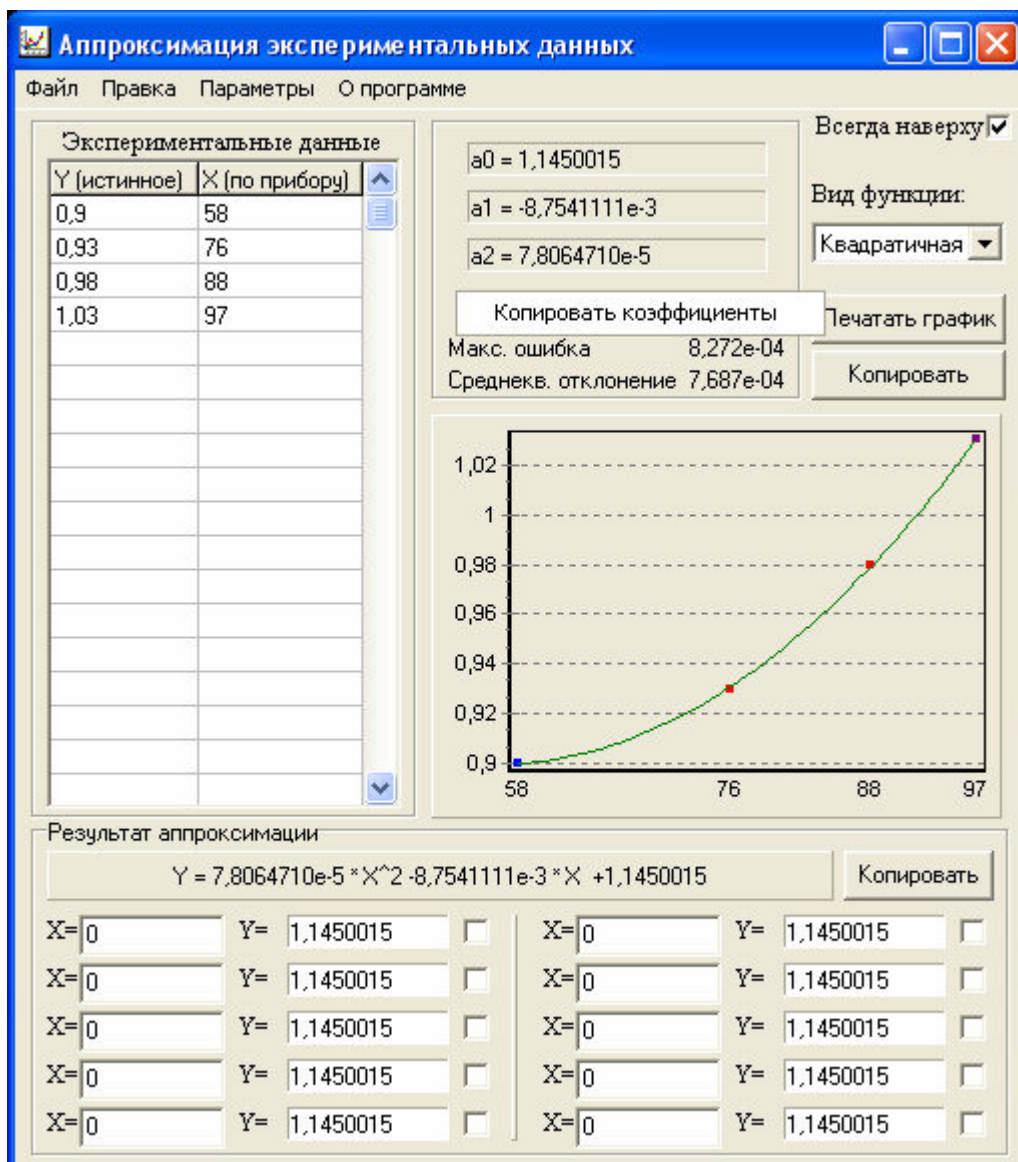 Аппроксимация экспериментальных данных
Файл Правка Параметры О программе
Экспериментальные данные
Y (истинное) X (по прибору)
0,9 58
0,93 76
0,98 88
1,03 97
a0 = 1,1450015
a1 = -8,7541111e-3
a2 = 7,8064710e-5
Копировать коэффициенты
Макс. ошибка 8,272e-04
Среднекв. отклонение 7,687e-04
Всегда наверху
Вид функции:
Квадратичная
Печатать график
Копировать
1,02
1
0,98
0,96
0,94
0,92
0,9
58 76 88 97
Результат аппроксимации
Y = 7,8064710e-5 * X^2 -8,7541111e-3 * X +1,1450015
Копировать
X= 0 Y= 1,1450015 X= 0 Y= 1,1450015
X= 0 Y= 1,1450015 X= 0 Y= 1,1450015
X= 0 Y= 1,1450015 X= 0 Y= 1,1450015
X= 0 Y= 1,1450015 X= 0 Y= 1,1450015
X= 0 Y= 1,1450015 X= 0 Y= 1,1450015